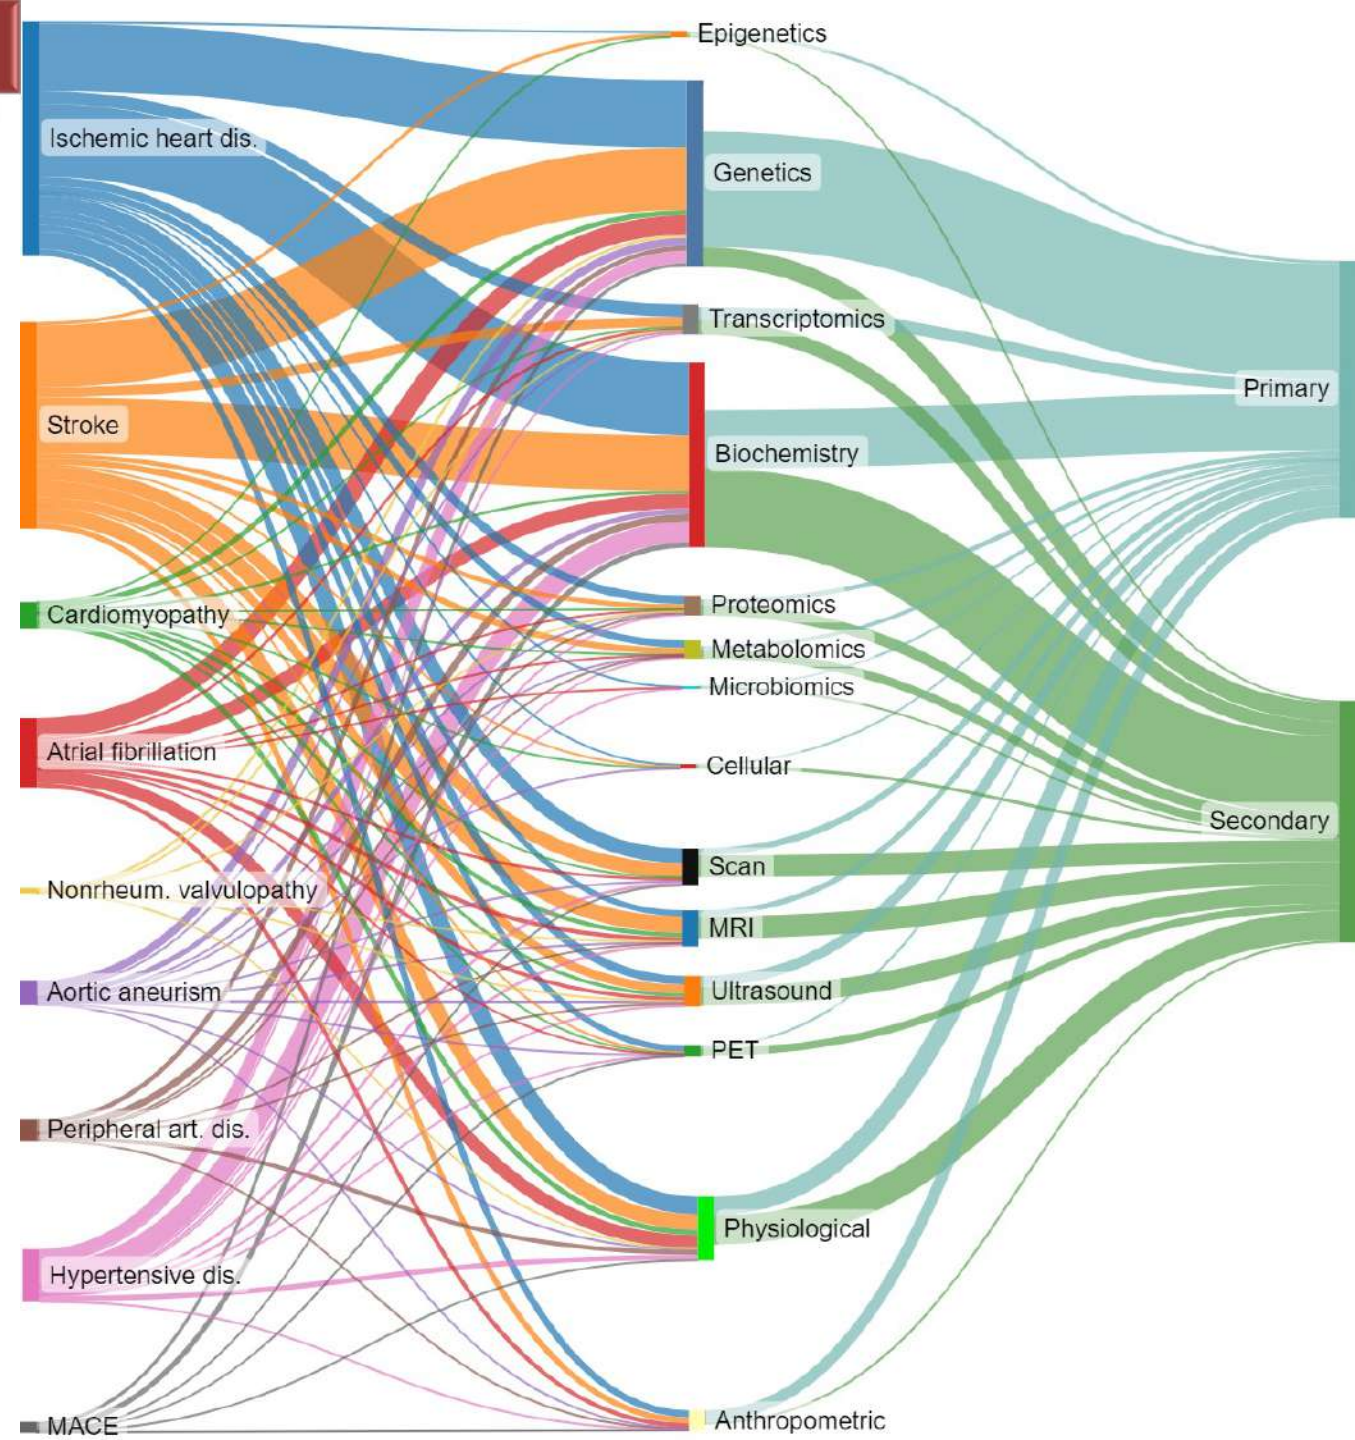 Ischemic heart dis.
Stroke
Cardiomyopathy
Atrial fibrillation
Nonrheum. valvulopathy
Aortic aneurism
Peripheral art. dis.
Hypertensive dis.
MACE
Epigenetics
Genetics
Transcriptomics
Biochemistry
Proteomics
Metabolomics
Microbiomics
Cellular
Scan
MRI
Ultrasound
PET
Physiological
Anthropometric
Primary
Secondary